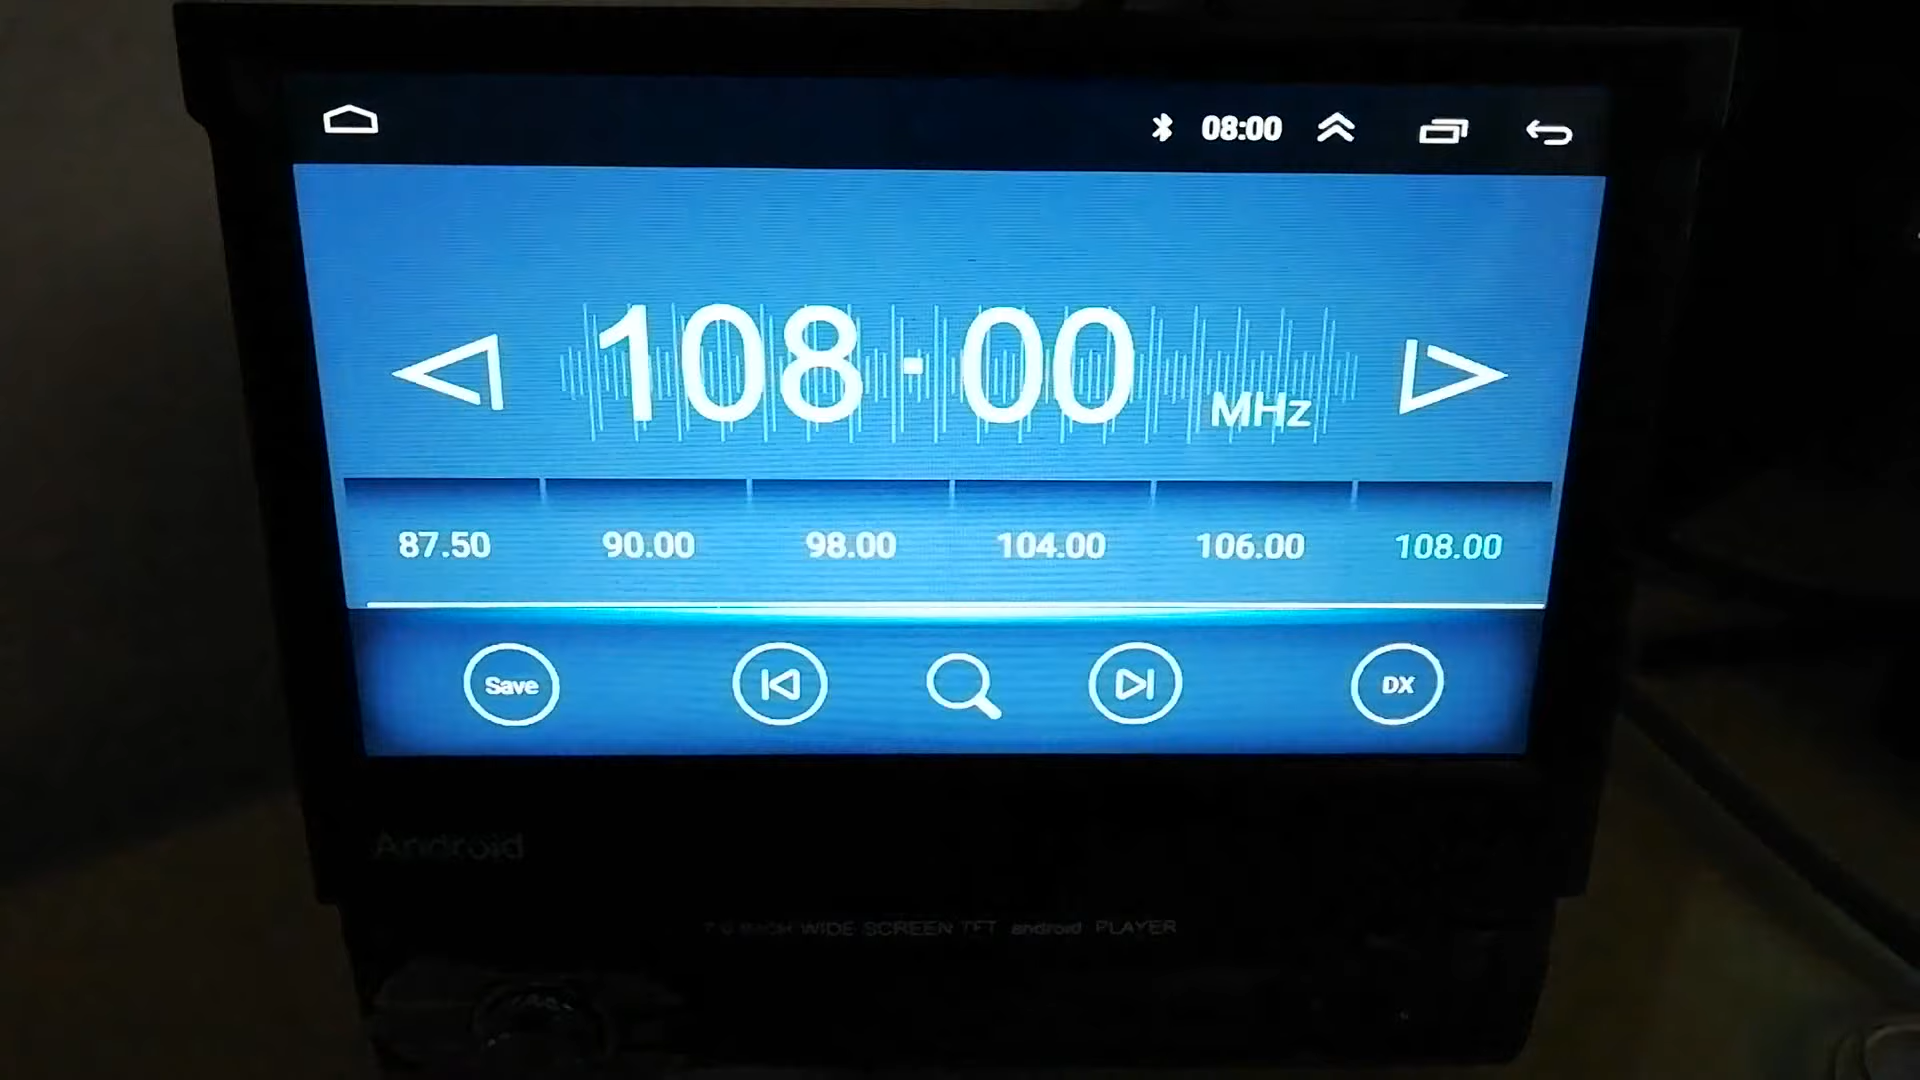 08:00
108.00 MHz
87.50 90.00 98.00 104.00 106.00 108.00
Save DX
Android
WIDE SCREEN TFT android PLAYER